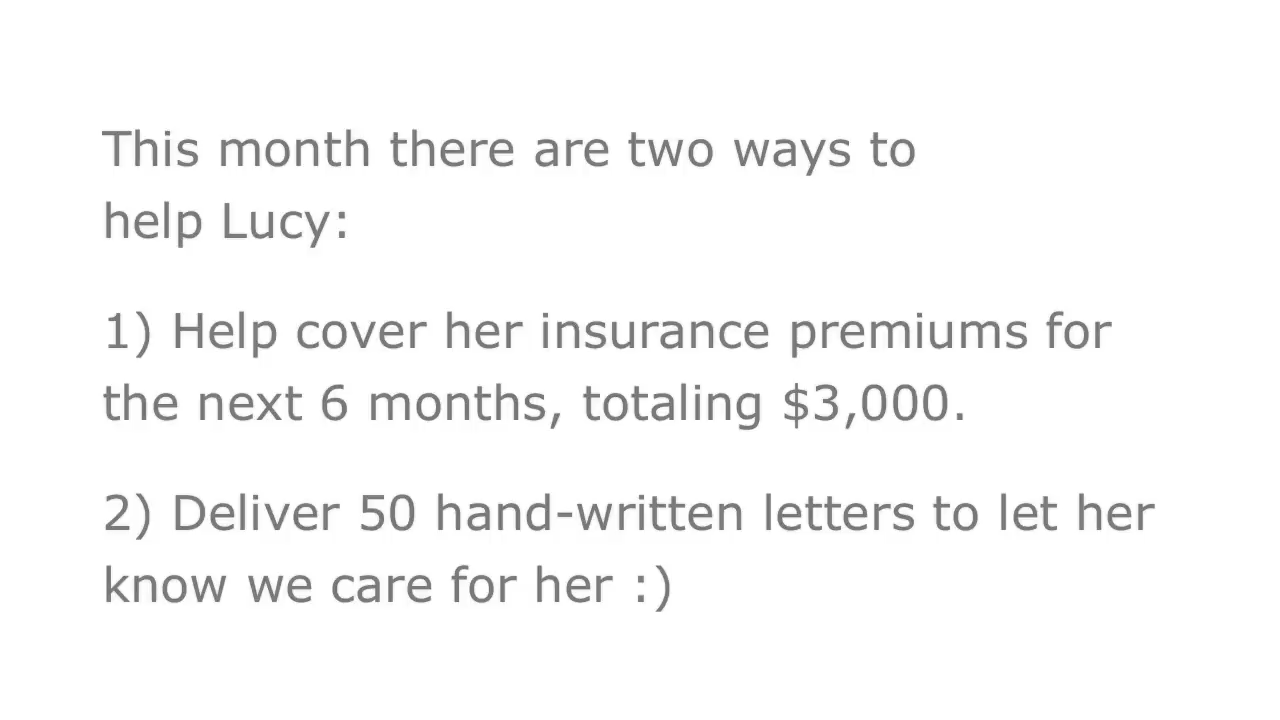 This month there are two ways to
help Lucy:
1) Help cover her insurance premiums for
the next 6 months, totaling $3,000.
2) Deliver 50 hand-written letters to let her
know we care for her :)